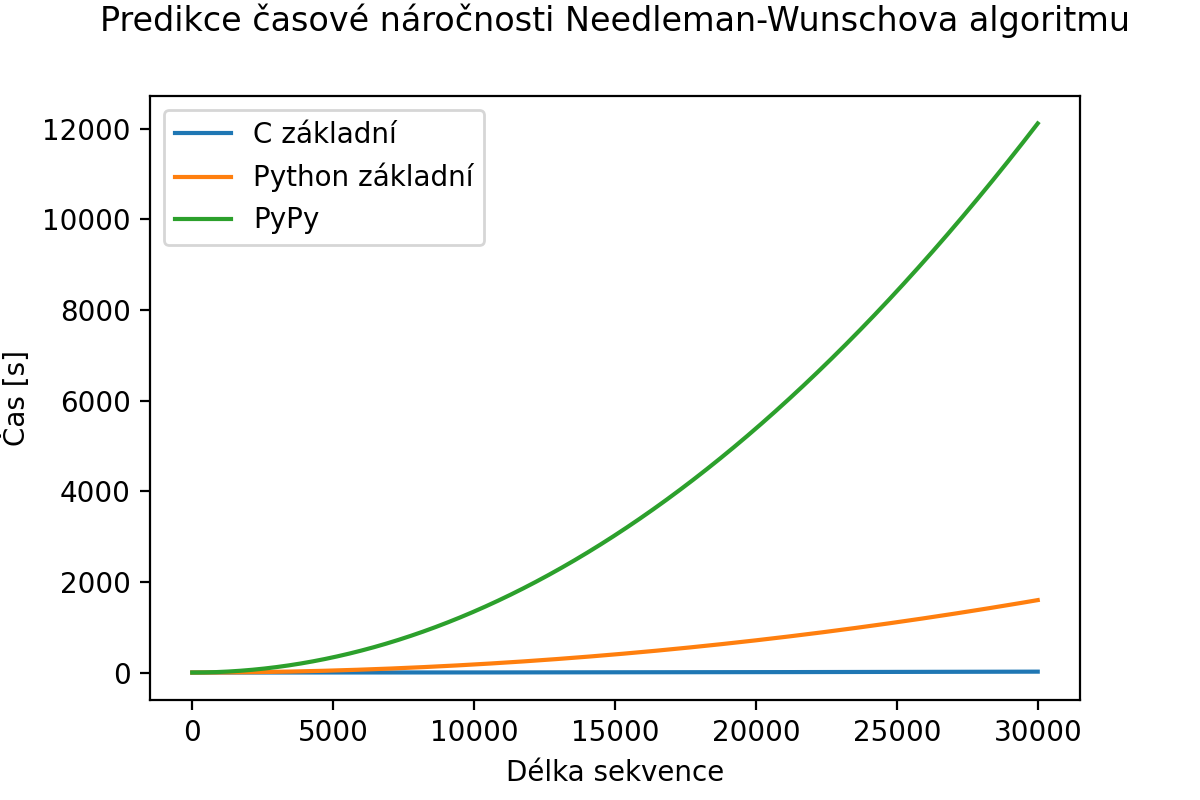 Predikce časové náročnosti Needleman-Wunschova algoritmu
C základní
Python základní
PyPy
12000
10000
8000
6000
4000
2000
0
Čas [s]
0 5000 10000 15000 20000 25000 30000
Délka sekvence